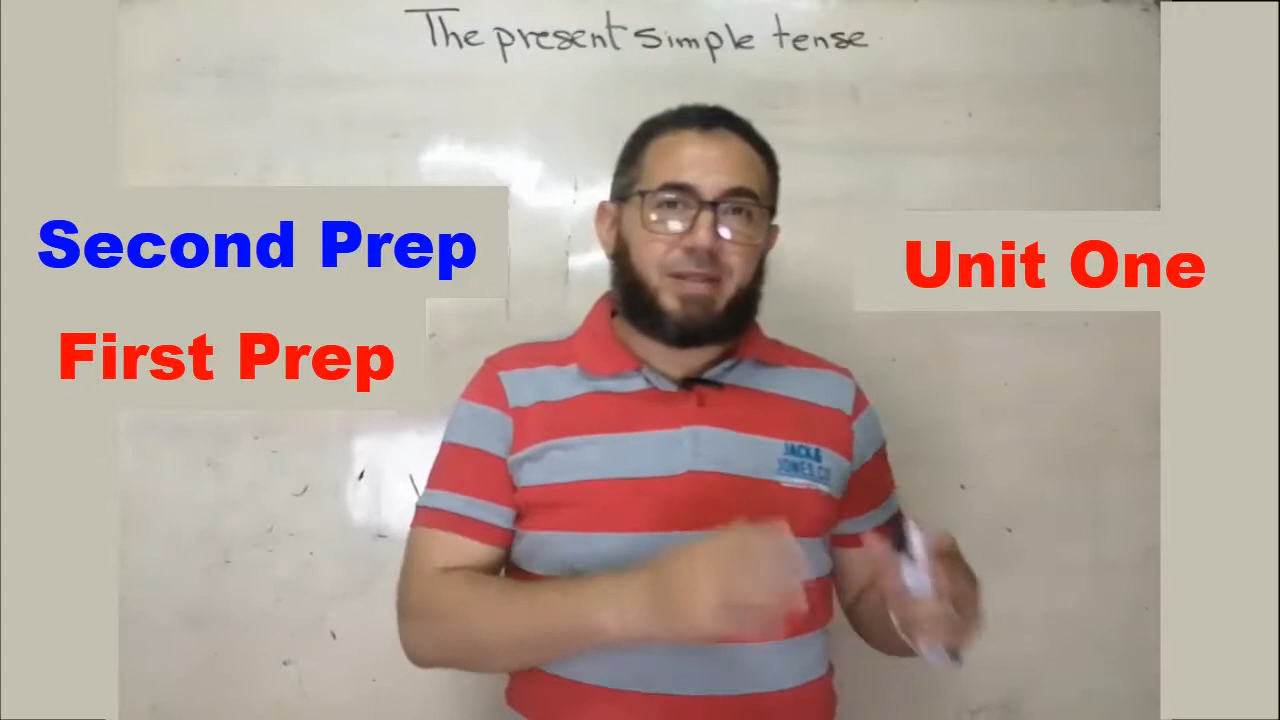 The present simple tense
Second Prep
Unit One
First Prep
JACK&
JONES.CO